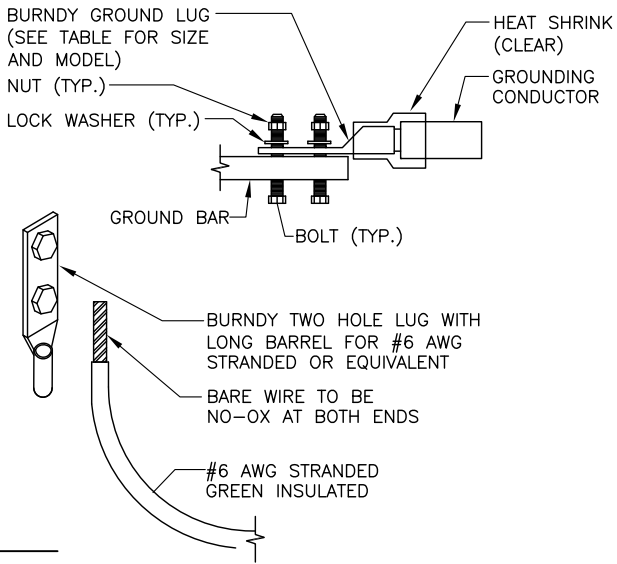 BURNDY GROUND LUG
(SEE TABLE FOR SIZE
AND MODEL)
NUT (TYP.)
LOCK WASHER (TYP.)
HEAT SHRINK
(CLEAR)
GROUNDING
CONDUCTOR
GROUND BAR
BOLT (TYP.)
BURNDY TWO HOLE LUG WITH
LONG BARREL FOR #6 AWG
STRANDED OR EQUIVALENT
BARE WIRE TO BE
NO-OX AT BOTH ENDS
#6 AWG STRANDED
GREEN INSULATED